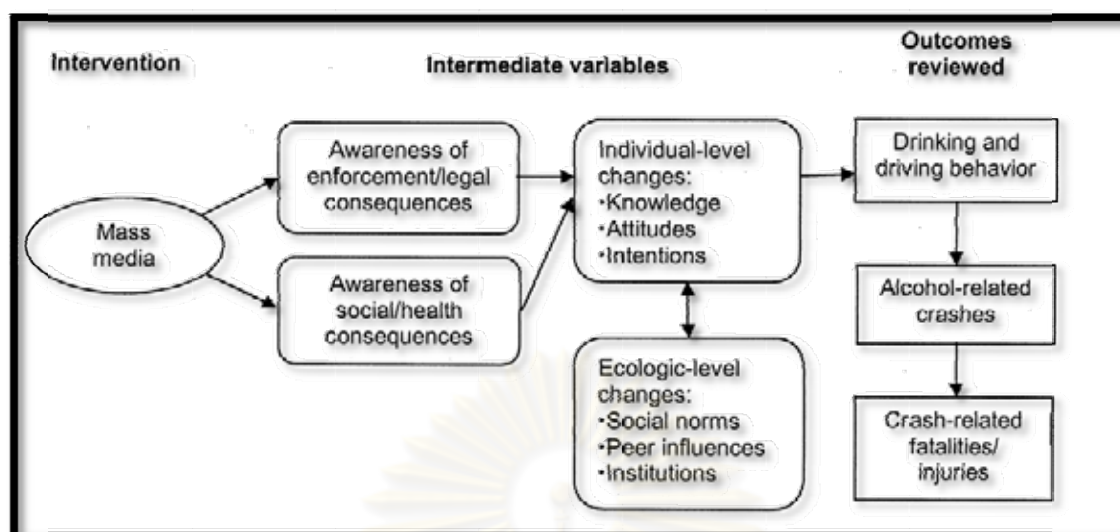 Intervention
Intermediate variables
Outcomes
reviewed
Mass
media
Awareness of
enforcement/legal
consequences
Awareness of
social/health
consequences
Individual-level
changes:
•Knowledge
•Attitudes
•Intentions
Ecologic-level
changes:
•Social norms
•Peer influences
•Institutions
Drinking and
driving behavior
Alcohol-related
crashes
Crash-related
fatalities/
injuries